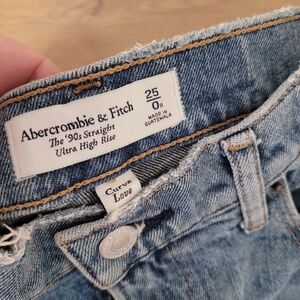 Abercrombie & Fitch
The '90s Straight
Ultra High Rise
25
0R
MADE IN
GUATEMALA
Curve
Love